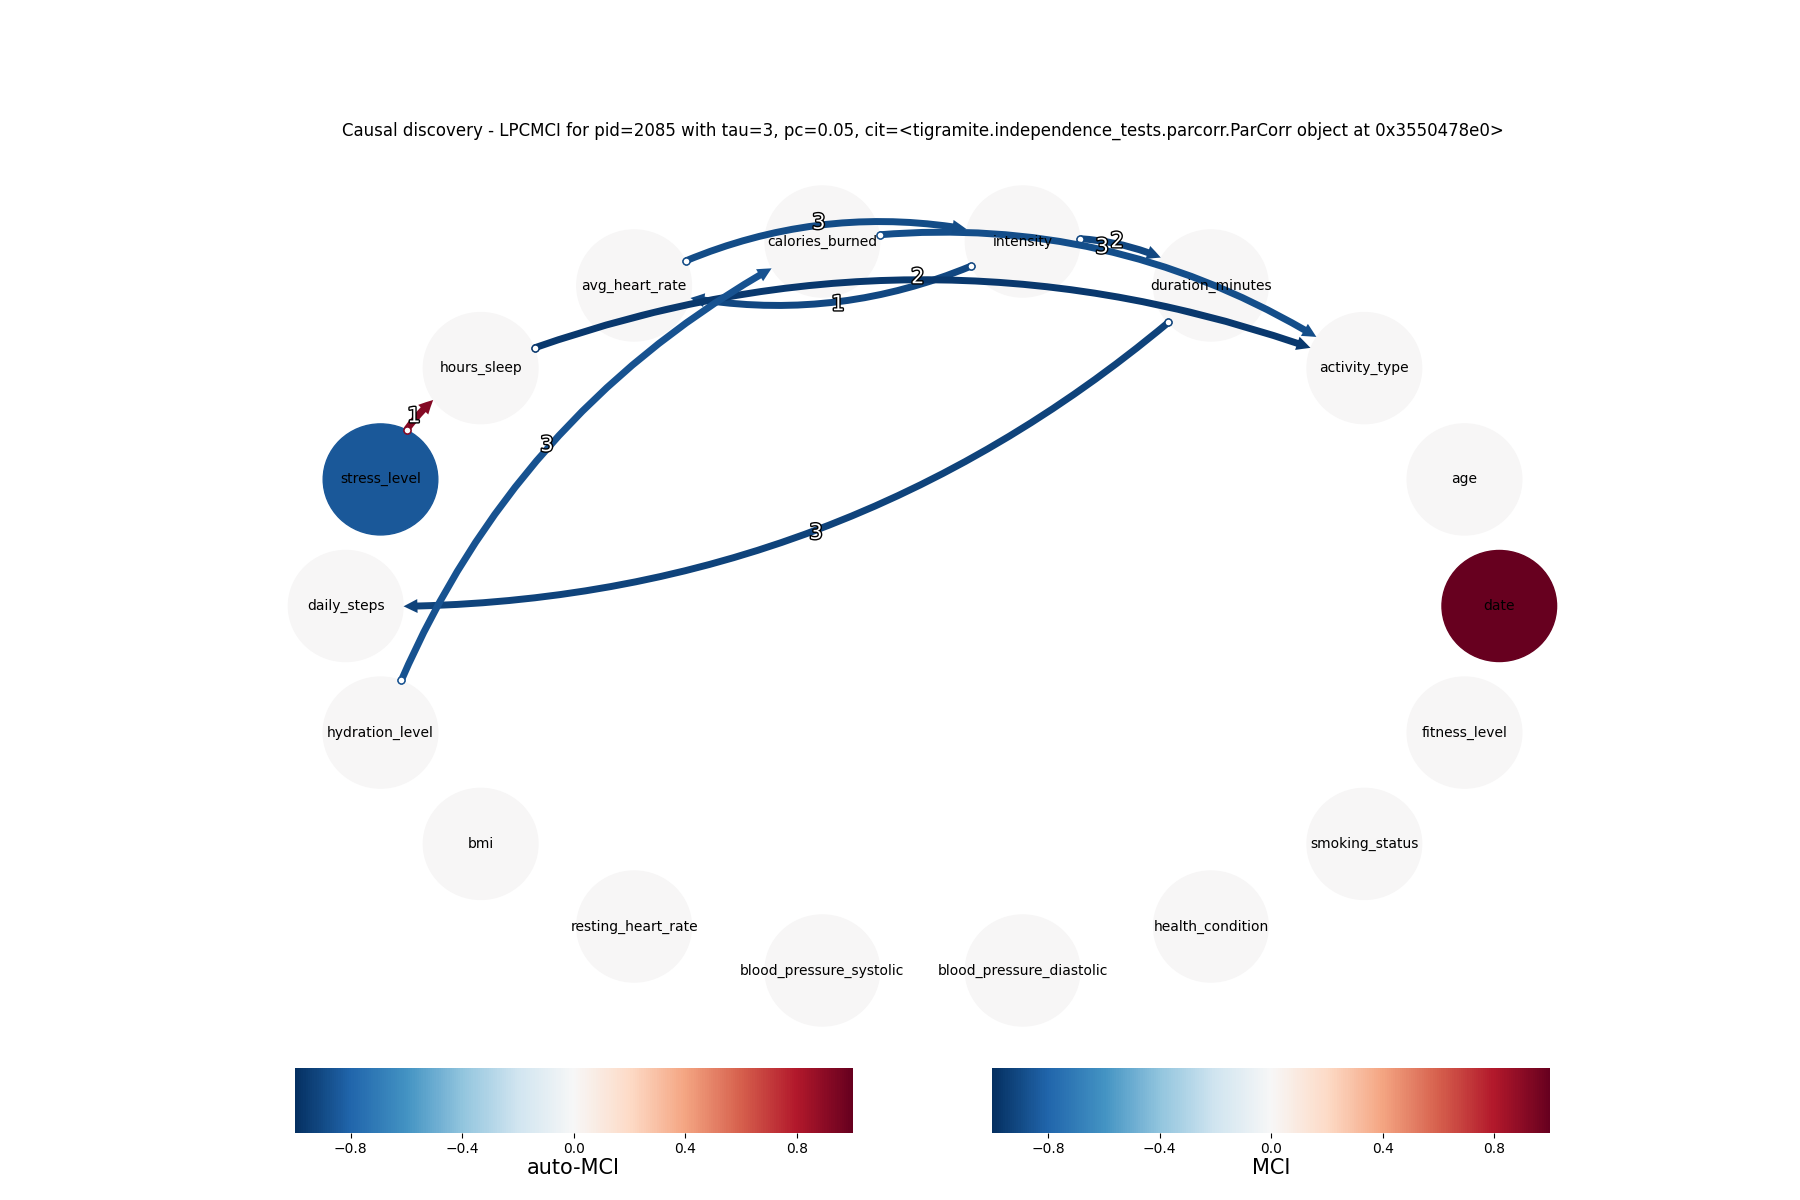 Causal discovery - LPCMCI for pid=2085 with tau=3, pc=0.05, cit=<tigramite.independence_tests.parcorr.ParCorr object at 0x3550478e0>
3
calories_burned
intensity
3 2
avg_heart_rate
2
1
duration_minutes
hours_sleep
activity_type
1
3
stress_level
age
3
daily_steps
date
hydration_level
fitness_level
bmi
smoking_status
resting_heart_rate
health_condition
blood_pressure_systolic
blood_pressure_diastolic
−0.8 −0.4 0.0 0.4 0.8
auto-MCI
−0.8 −0.4 0.0 0.4 0.8
MCI